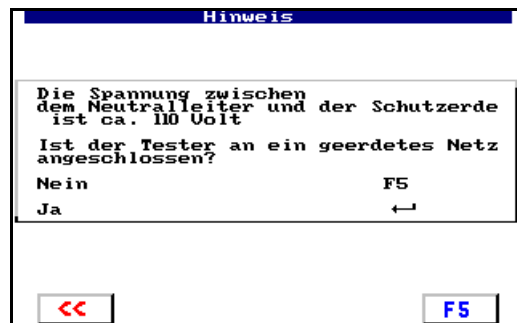 Hinweis
Die Spannung zwischen
dem Neutralleiter und der Schutzerde
ist ca. 110 Volt
Ist der Tester an ein geerdetes Netz
angeschlossen?
Nein F5
Ja ←┘
<< F5